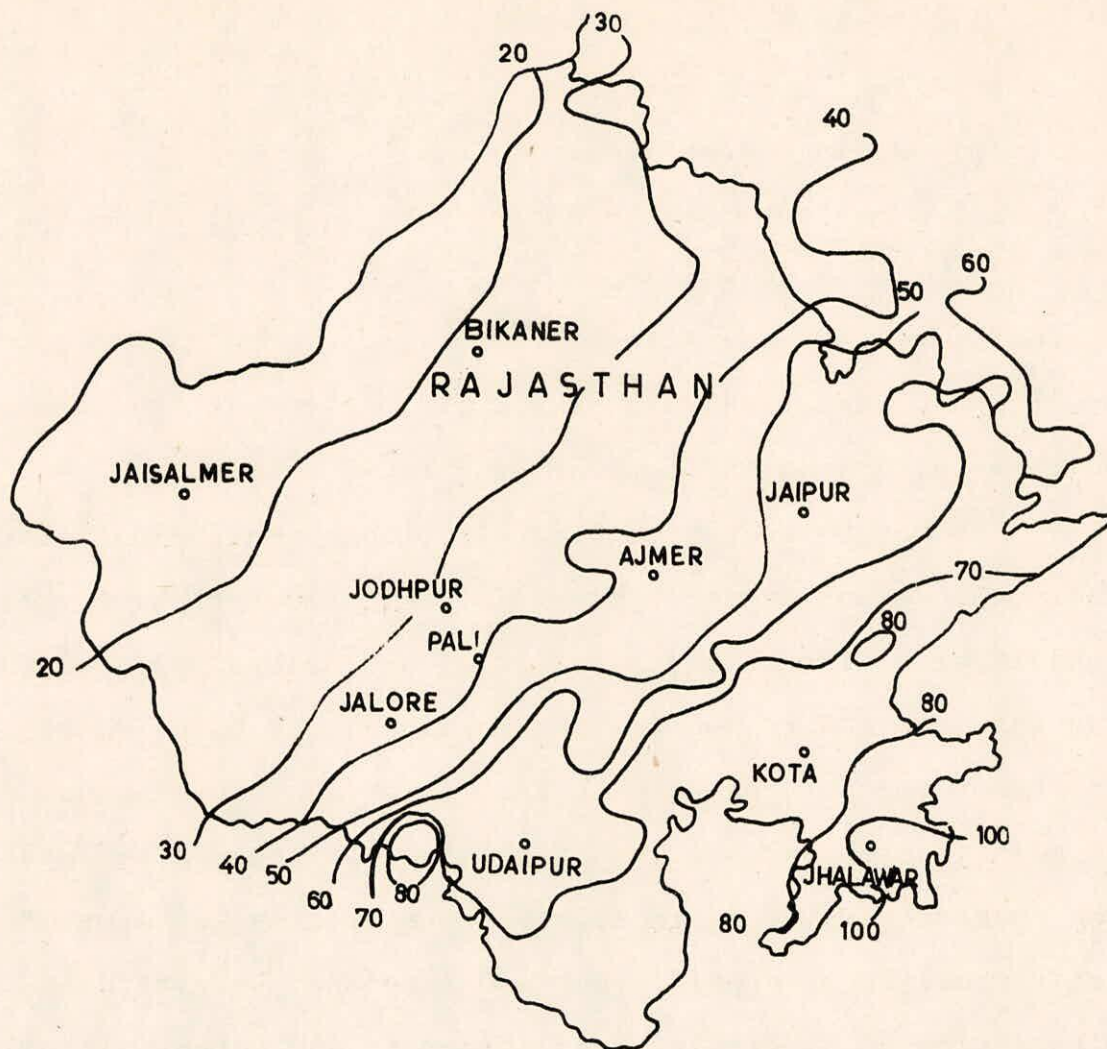 30
20
40
60
50
BIKANER
RAJASTHAN
JAISALMER
JAIPUR
AJMER
70
JODHPUR
80
PALI
20
JALORE
80
KOTA
100
30
40
50
UDAIPUR
JHALAWAR
60
80
70
80
100